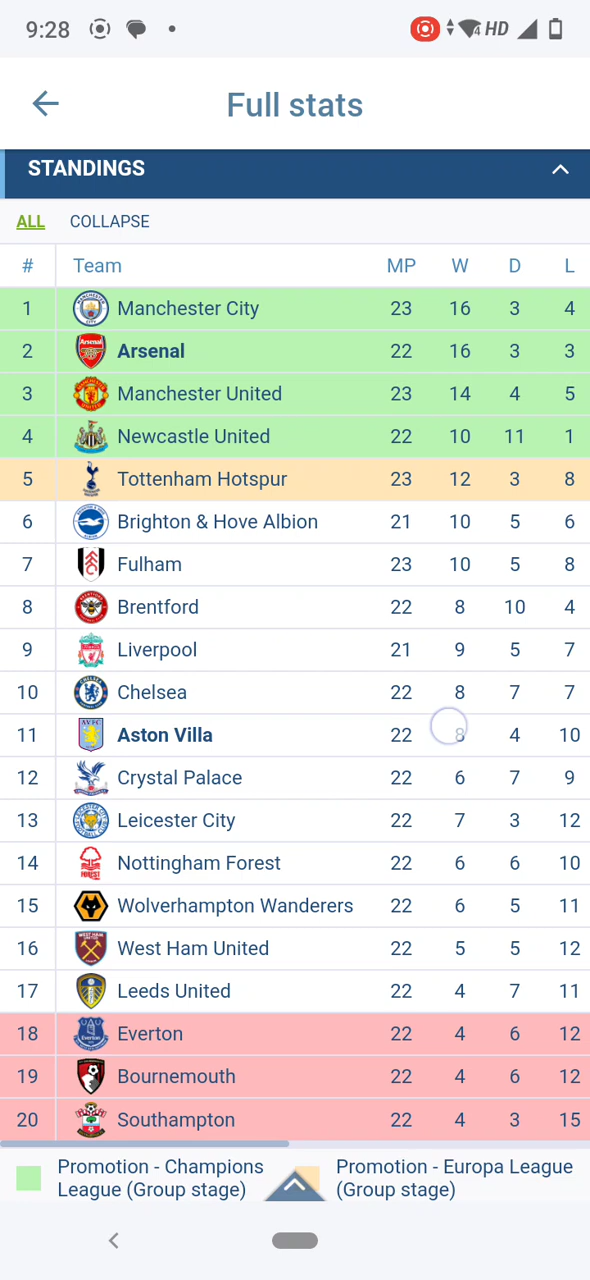 9:28 4 HD
Full stats
STANDINGS
ALL COLLAPSE
# Team MP W D L
1 Manchester City 23 16 3 4
2 Arsenal 22 16 3 3
3 Manchester United 23 14 4 5
4 Newcastle United 22 10 11 1
5 Tottenham Hotspur 23 12 3 8
6 Brighton & Hove Albion 21 10 5 6
7 Fulham 23 10 5 8
8 Brentford 22 8 10 4
9 Liverpool 21 9 5 7
10 Chelsea 22 8 7 7
11 Aston Villa 22 8 4 10
12 Crystal Palace 22 6 7 9
13 Leicester City 22 7 3 12
14 Nottingham Forest 22 6 6 10
15 Wolverhampton Wanderers 22 6 5 11
16 West Ham United 22 5 5 12
17 Leeds United 22 4 7 11
18 Everton 22 4 6 12
19 Bournemouth 22 4 6 12
20 Southampton 22 4 3 15
Promotion - Champions League (Group stage)
Promotion - Europa League (Group stage)